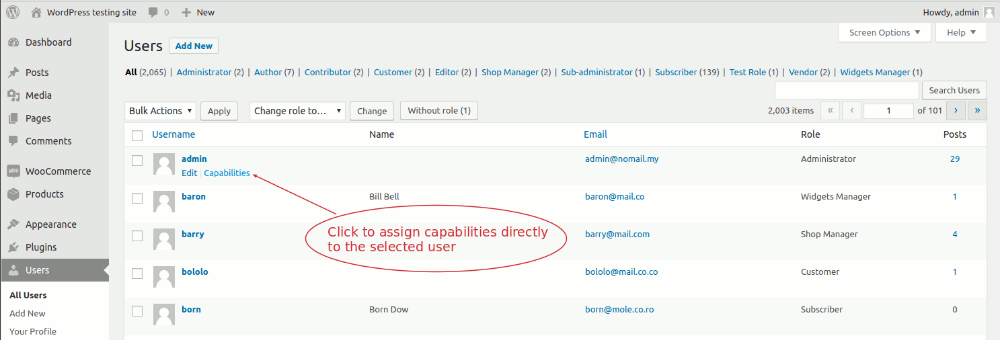 WordPress testing site 0 + New Howdy, admin
Screen Options ▼ Help ▼
Dashboard
Posts
Media
Pages
Comments
WOO WooCommerce
Products
Appearance
Plugins
Users
All Users
Add New
Your Profile
Users Add New
All (2,065) | Administrator (2) | Author (7) | Contributor (2) | Customer (2) | Editor (2) | Shop Manager (2) | Sub-administrator (1) | Subscriber (139) | Test Role (1) | Vendor (2) | Widgets Manager (1)
Search Users
Bulk Actions ▼ Apply Change role to... ▼ Change Without role (1) 2,003 items « ‹ 1 of 101 › »
Username Name Email Role Posts
admin admin@nomail.my Administrator 29
Edit | Capabilities
baron Bill Bell baron@mail.co Widgets Manager 1
Click to assign capabilities directly
to the selected user
barry barry@mail.com Shop Manager 4
bololo bololo@mail.co.co Customer 1
born Born Dow born@mole.co.ro Subscriber 0